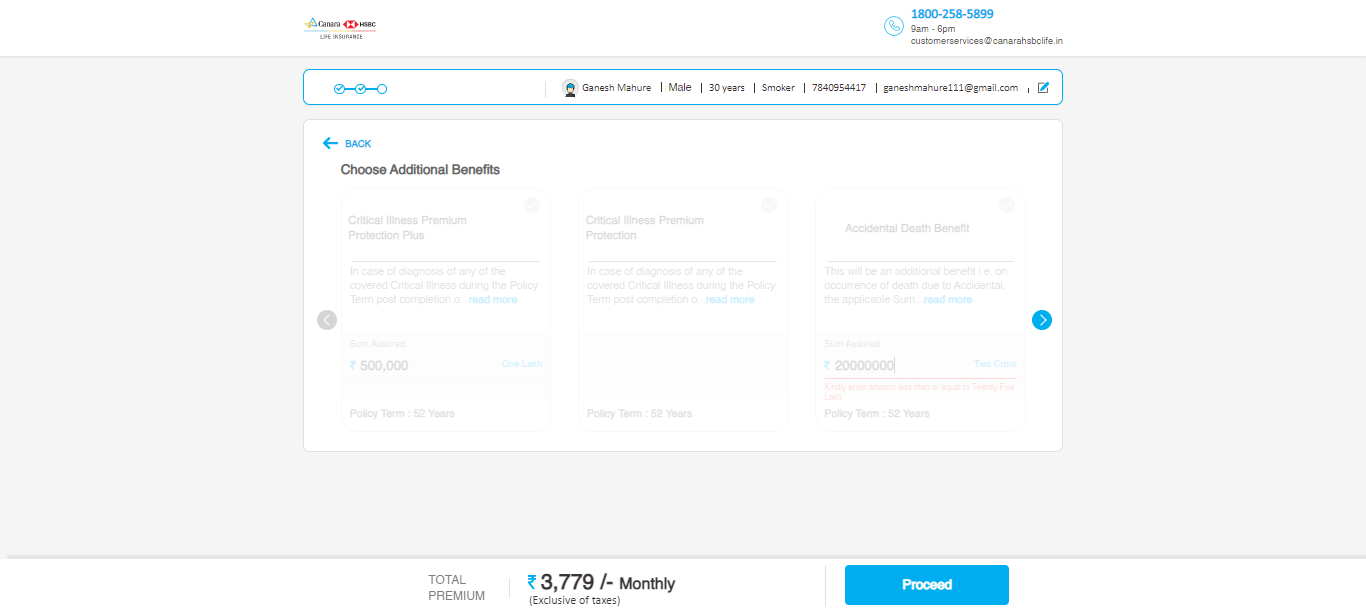 Canara HSBC
LIFE INSURANCE
1800-258-5899
9am - 6pm
customerservices@canarahsbclife.in
Ganesh Mahure | Male | 30 years | Smoker | 7840954417 | ganeshmahure111@gmail.com
BACK
Choose Additional Benefits
Critical Illness Premium
Protection Plus
In case of diagnosis of any of the
covered Critical Illness during the Policy
Term post completion o...read more
Sum Assured
₹ 500,000 One Lakh
Policy Term : 52 Years
Critical Illness Premium
Protection
In case of diagnosis of any of the
covered Critical Illness during the Policy
Term post completion o...read more
Policy Term : 52 Years
Accidental Death Benefit
This will be an additional benefit i.e. on
occurrence of death due to Accidental,
the applicable Sum...read more
Sum Assured
₹ 20000000 Two Crore
Kindly enter amount less than or equal to Twenty Five
Lakh
Policy Term : 52 Years
TOTAL
PREMIUM
₹ 3,779 /- Monthly
(Exclusive of taxes)
Proceed